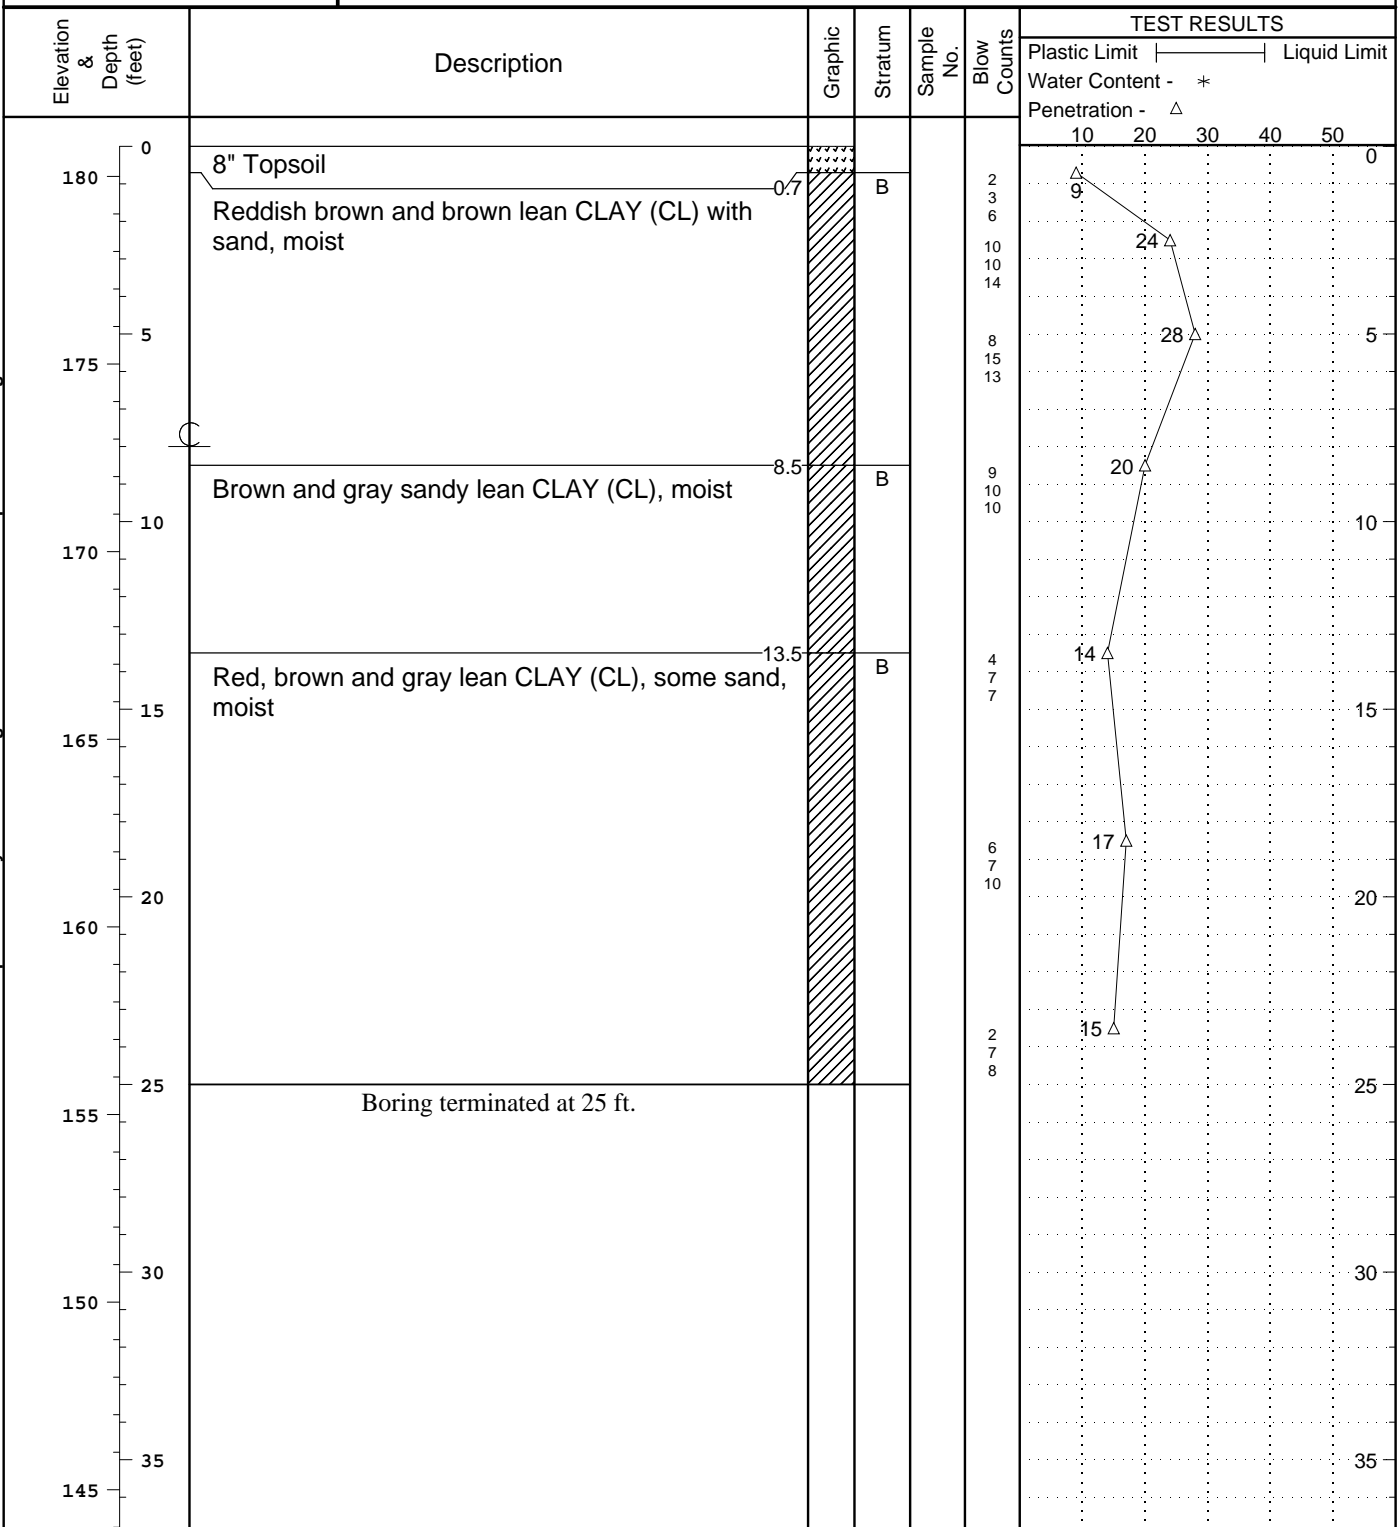 Elevation
&
Depth
(feet)
Description
Graphic
Stratum
Sample
No.
Blow
Counts
TEST RESULTS
Plastic Limit Liquid Limit
Water Content - *
Penetration - △
10 20 30 40 50
0 0
8" Topsoil
180
0.7 B
2
3
6
9
Reddish brown and brown lean CLAY (CL) with
sand, moist
10
10
14
24
5 5
175
8
15
13
28
8.5
B
Brown and gray sandy lean CLAY (CL), moist
9
10
10
20
10 10
170
13.5
B
Red, brown and gray lean CLAY (CL), some sand,
moist
4
7
7
14
15 15
165
6
7
10
17
20 20
160
2
7
8
15
25 25
Boring terminated at 25 ft.
155
30 30
150
35 35
145